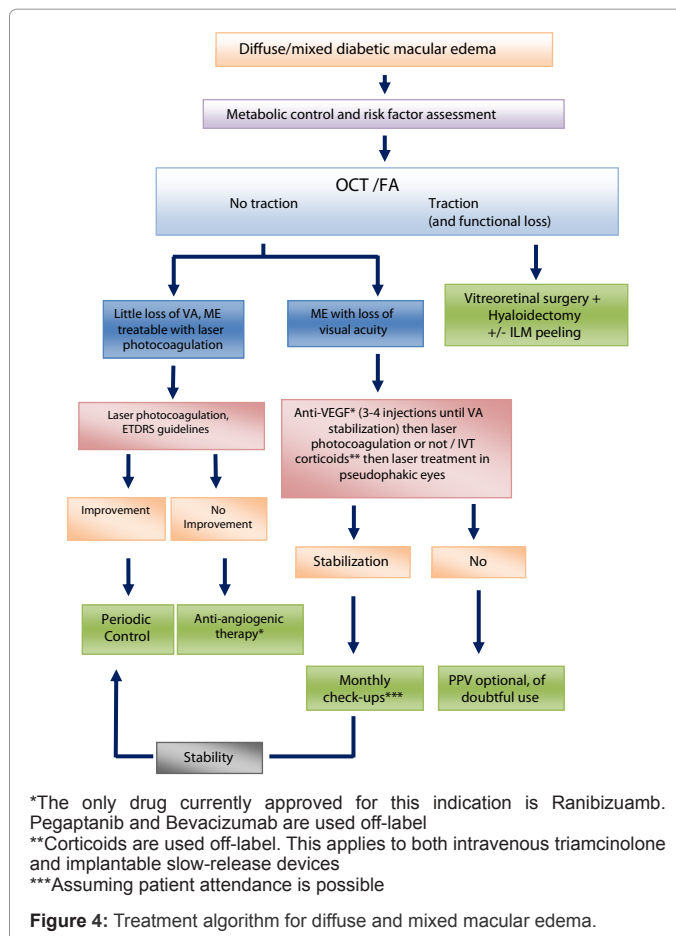 Diffuse/mixed diabetic macular edema
Metabolic control and risk factor assessment
OCT /FA
No traction
Traction
(and functional loss)
Little loss of VA, ME
treatable with laser
photocoagulation
ME with loss of
visual acuity
Vitreoretinal surgery +
Hyaloidectomy
+/- ILM peeling
Laser photocoagulation,
ETDRS guidelines
Anti-VEGF* (3-4 injections until VA
stabilization) then laser
photocoagulation or not / IVT
corticoids** then laser treatment in
pseudophakic eyes
Improvement
No
Improvement
Stabilization
No
Periodic
Control
Anti-angiogenic
therapy*
Monthly
check-ups***
PPV optional, of
doubtful use
Stability
*The only drug currently approved for this indication is Ranibizuamb.
Pegaptanib and Bevacizumab are used off-label
**Corticoids are used off-label. This applies to both intravenous triamcinolone
and implantable slow-release devices
***Assuming patient attendance is possible
Figure 4: Treatment algorithm for diffuse and mixed macular edema.